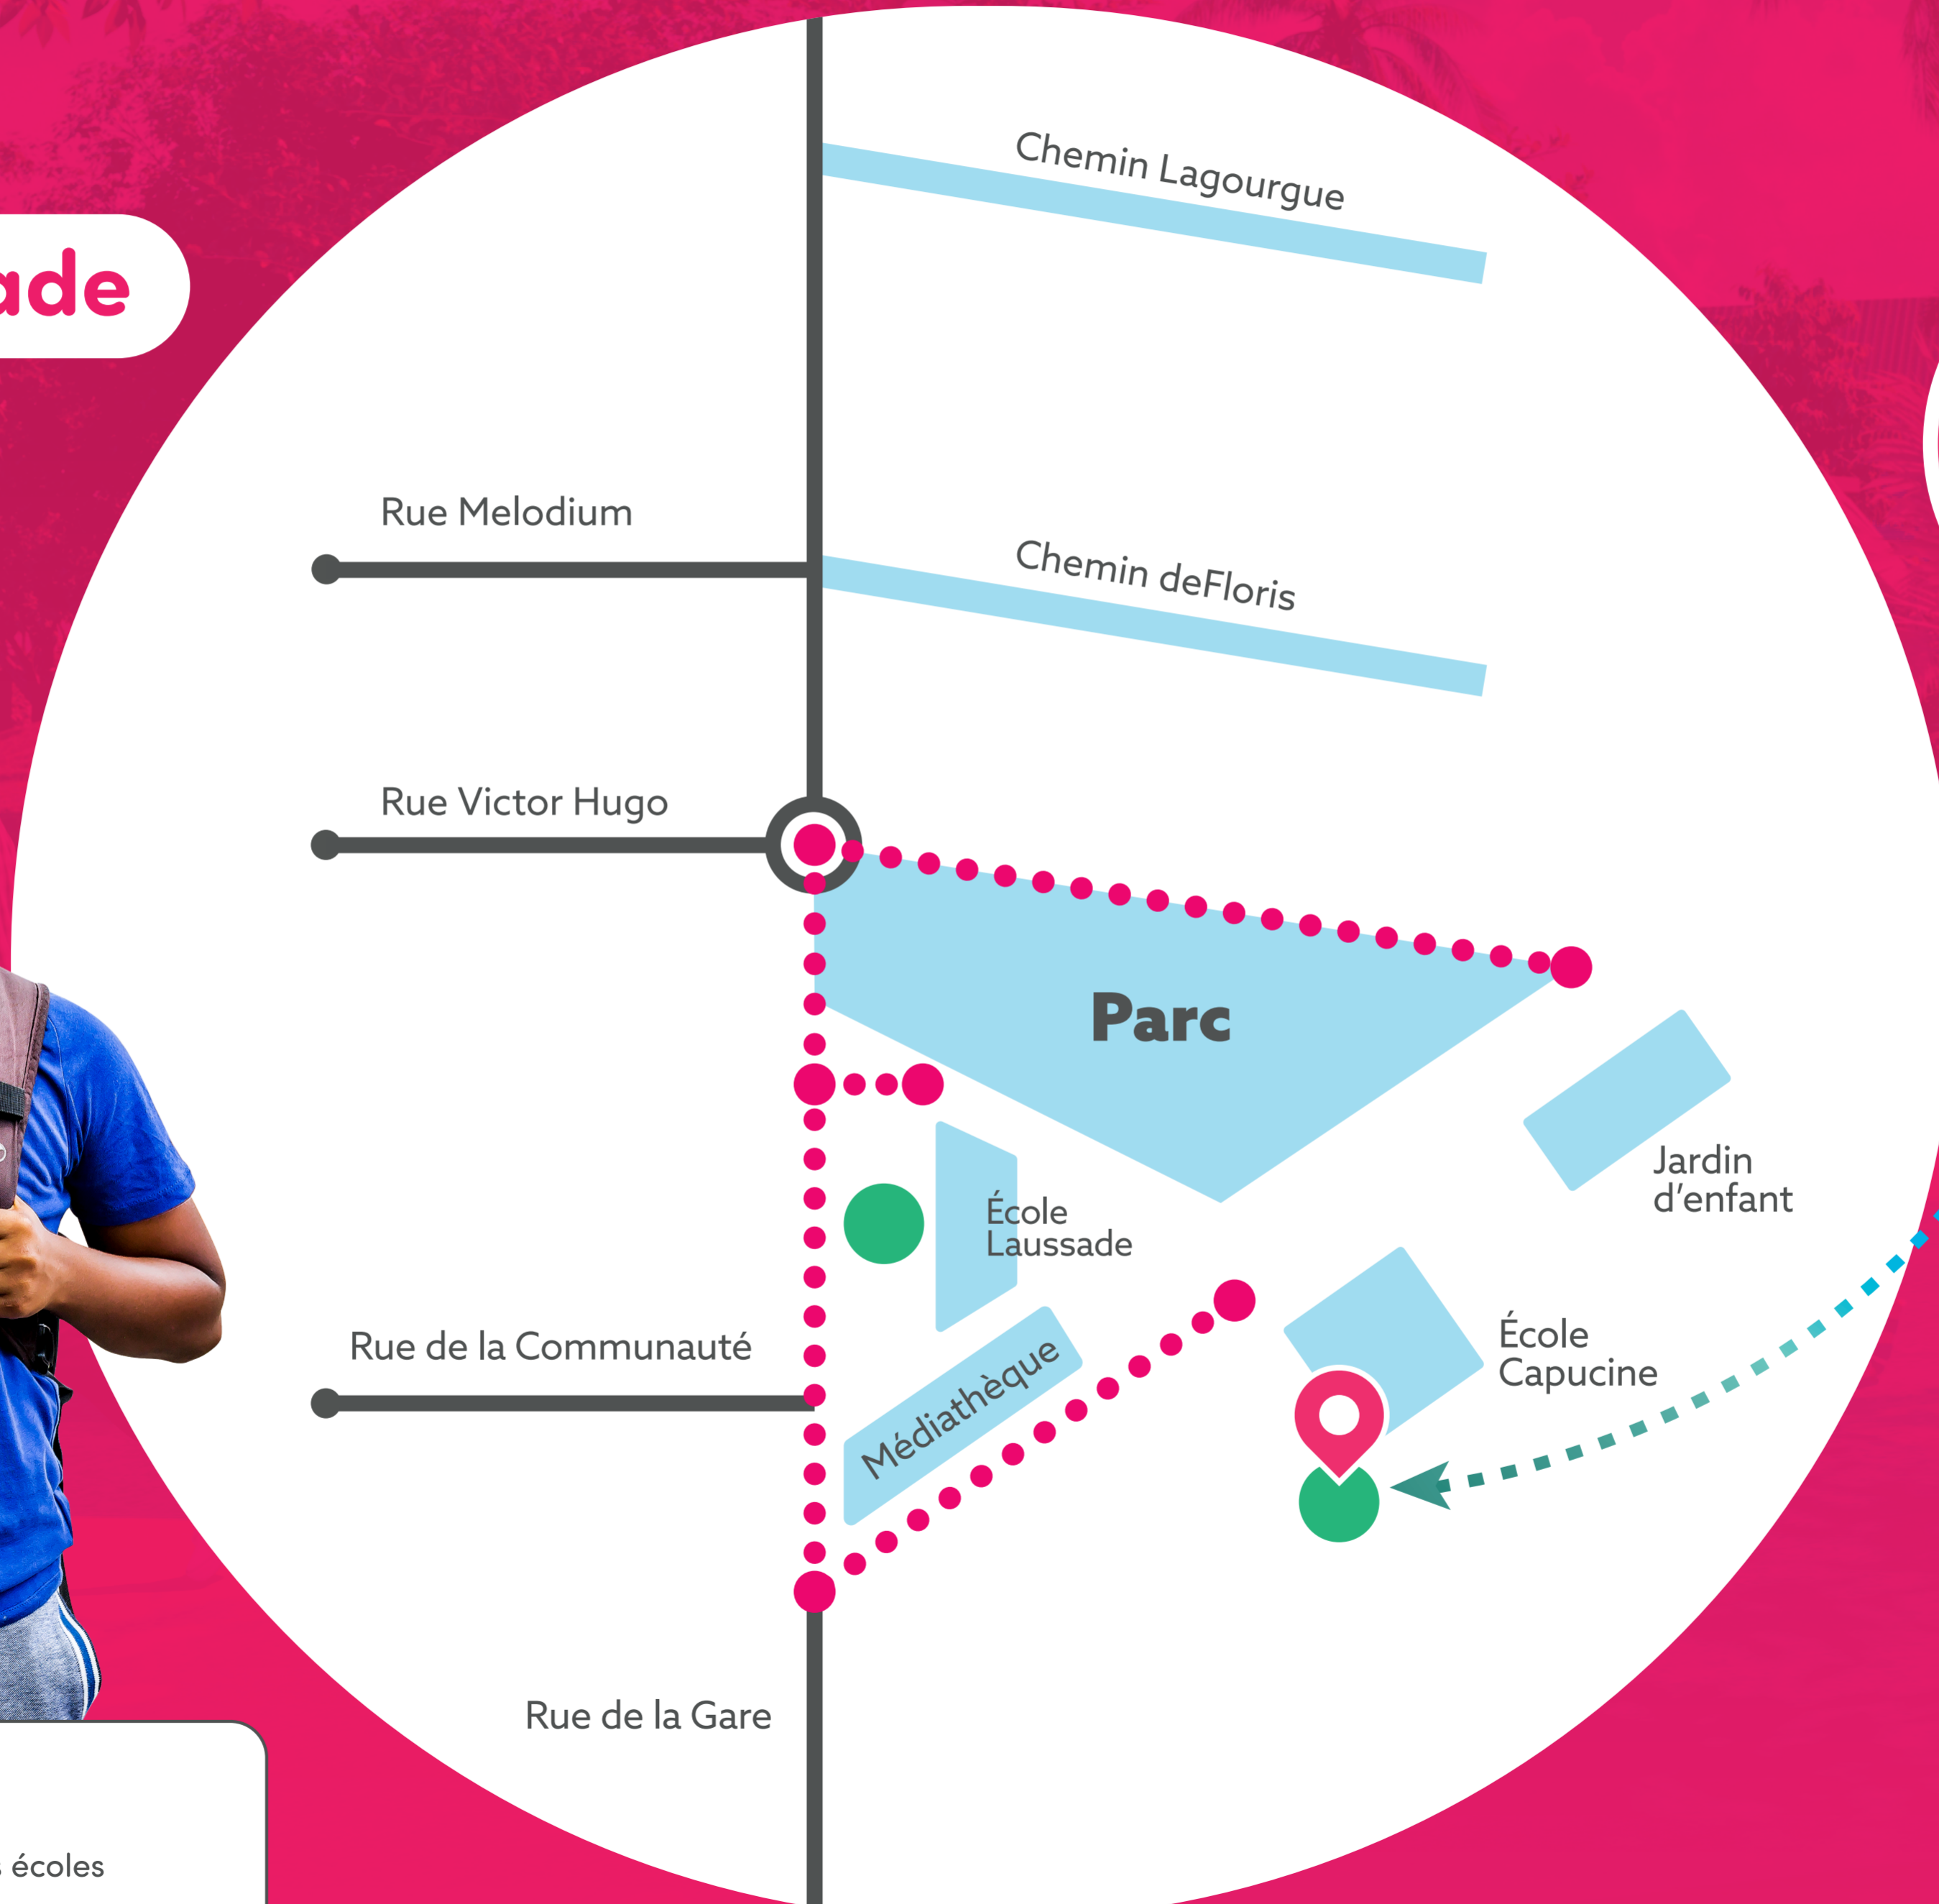 Chemin Lagourgue
Rue Melodium
Chemin deFloris
Rue Victor Hugo
Parc
Jardin
d'enfant
École
Laussade
École
Capucine
Rue de la Communauté
Médiathèque
Rue de la Gare
écoles